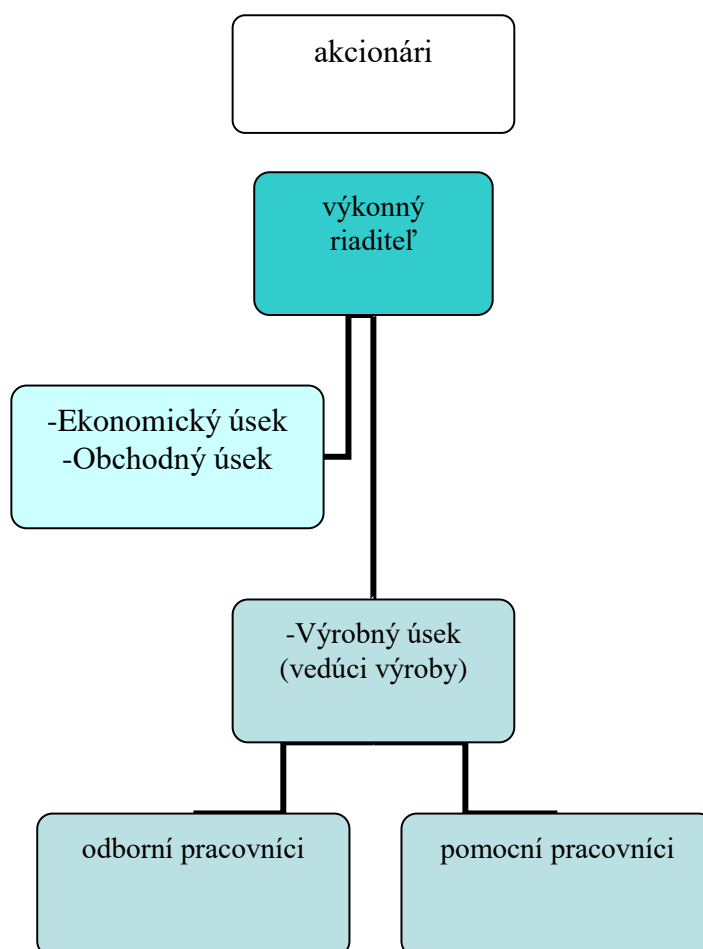 akcionári
výkonný
riaditeľ
-Ekonomický úsek
-Obchodný úsek
-Výrobný úsek
(vedúci výroby)
odborní pracovníci
pomocní pracovníci